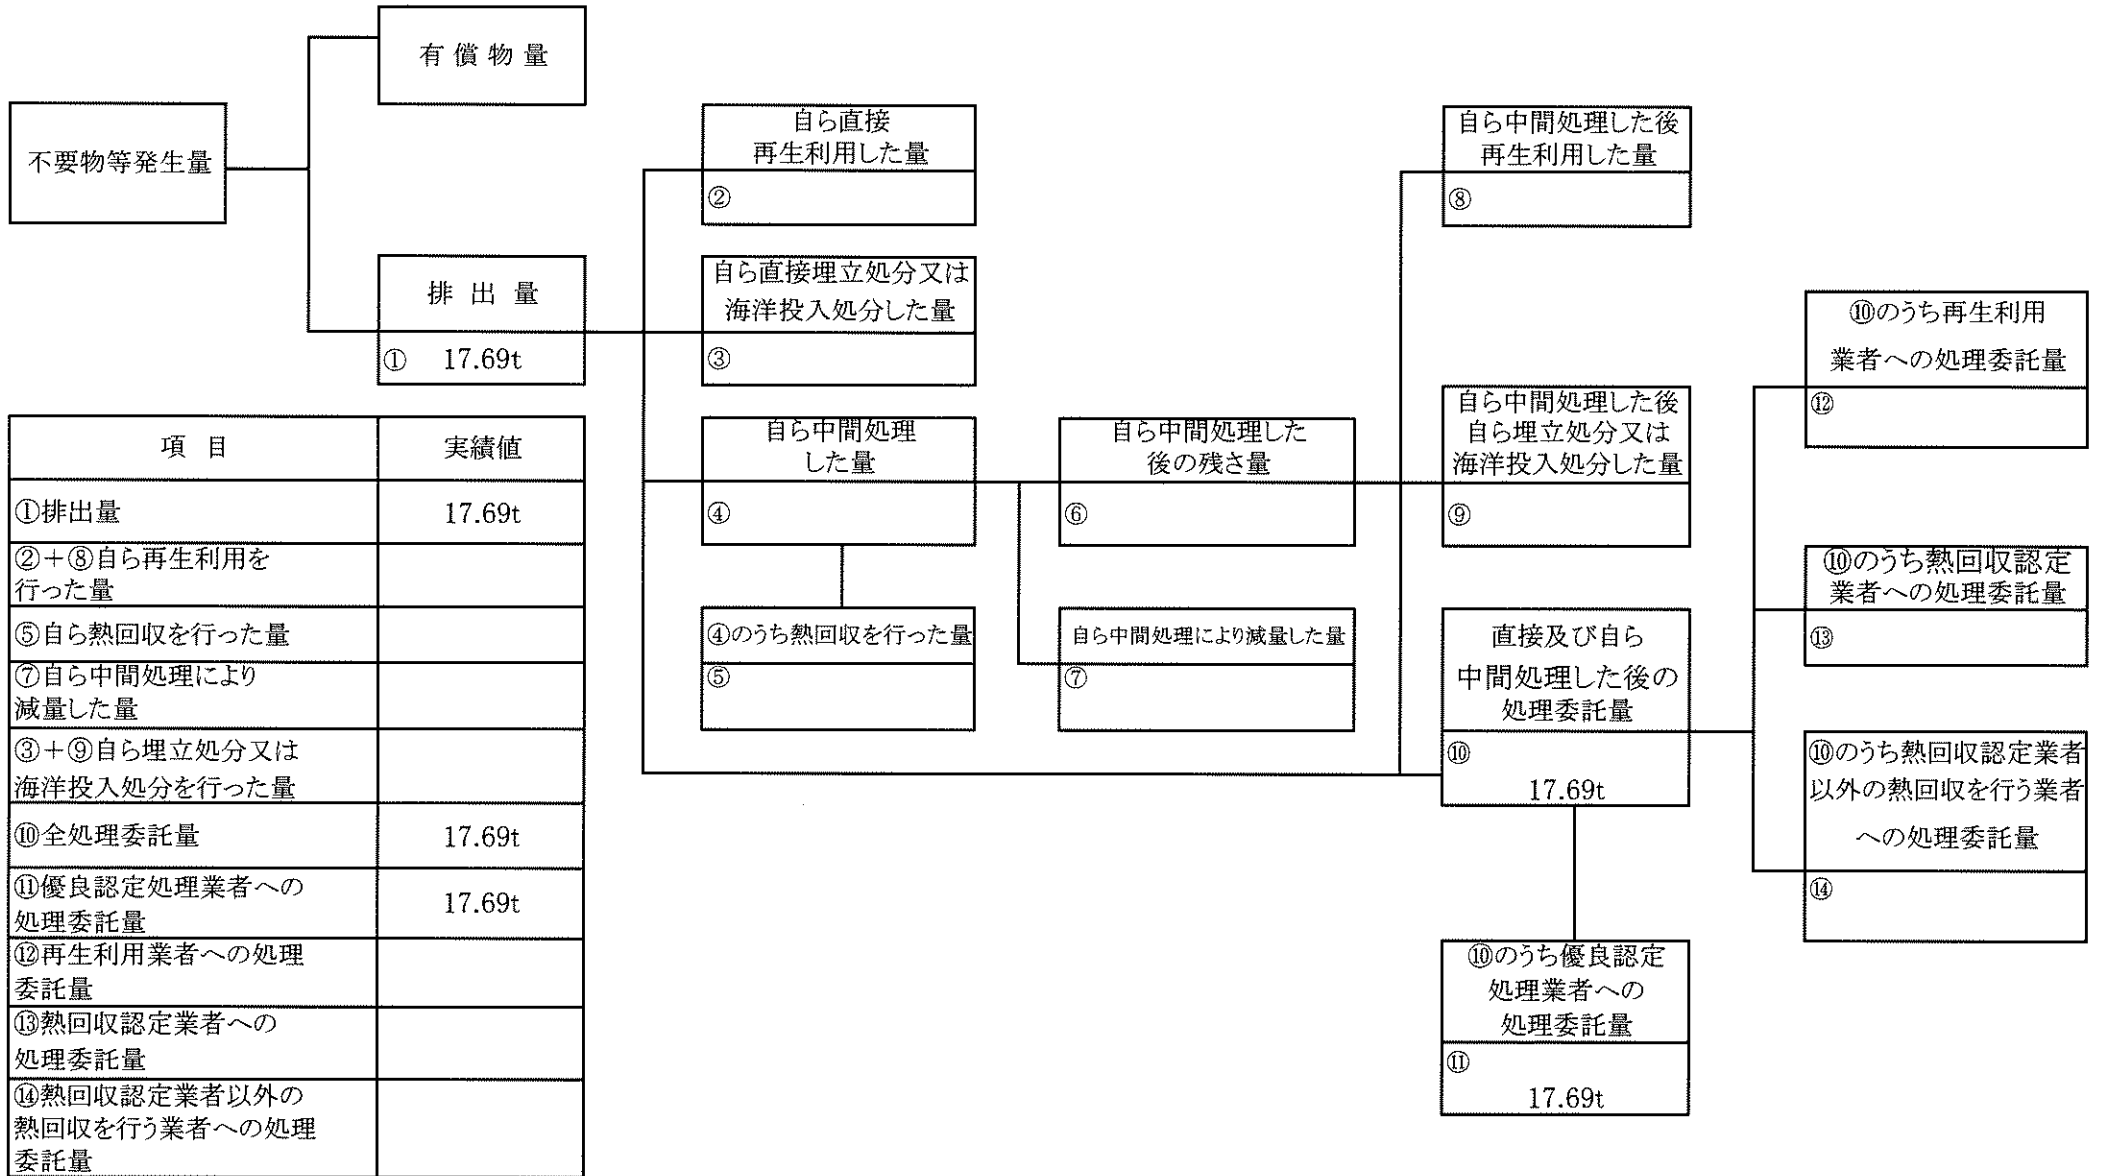 有 償 物 量
不要物等発生量
排 出 量
① 17.69t
自ら直接
再生利用した量
②
自ら直接埋立処分又は
海洋投入処分した量
③
自ら中間処理
した量
④
④のうち熱回収を行った量
⑤
自ら中間処理した
後の残さ量
⑥
自ら中間処理により減量した量
⑦
自ら中間処理した後
再生利用した量
⑧
自ら中間処理した後
自ら埋立処分又は
海洋投入処分した量
⑨
直接及び自ら
中間処理した後の
処理委託量
⑩
17.69t
⑩のうち優良認定
処理業者への
処理委託量
⑪
17.69t
⑩のうち再生利用
業者への処理委託量
⑫
⑩のうち熱回収認定
業者への処理委託量
⑬
⑩のうち熱回収認定業者
以外の熱回収を行う業者
への処理委託量
⑭
項 目 実績値
①排出量 17.69t
②+⑧自ら再生利用を
行った量
⑤自ら熱回収を行った量
⑦自ら中間処理により
減量した量
③+⑨自ら埋立処分又は
海洋投入処分を行った量
⑩全処理委託量 17.69t
⑪優良認定処理業者への
処理委託量 17.69t
⑫再生利用業者への処理
委託量
⑬熱回収認定業者への
処理委託量
⑭熱回収認定業者以外の
熱回収を行う業者への処理
委託量